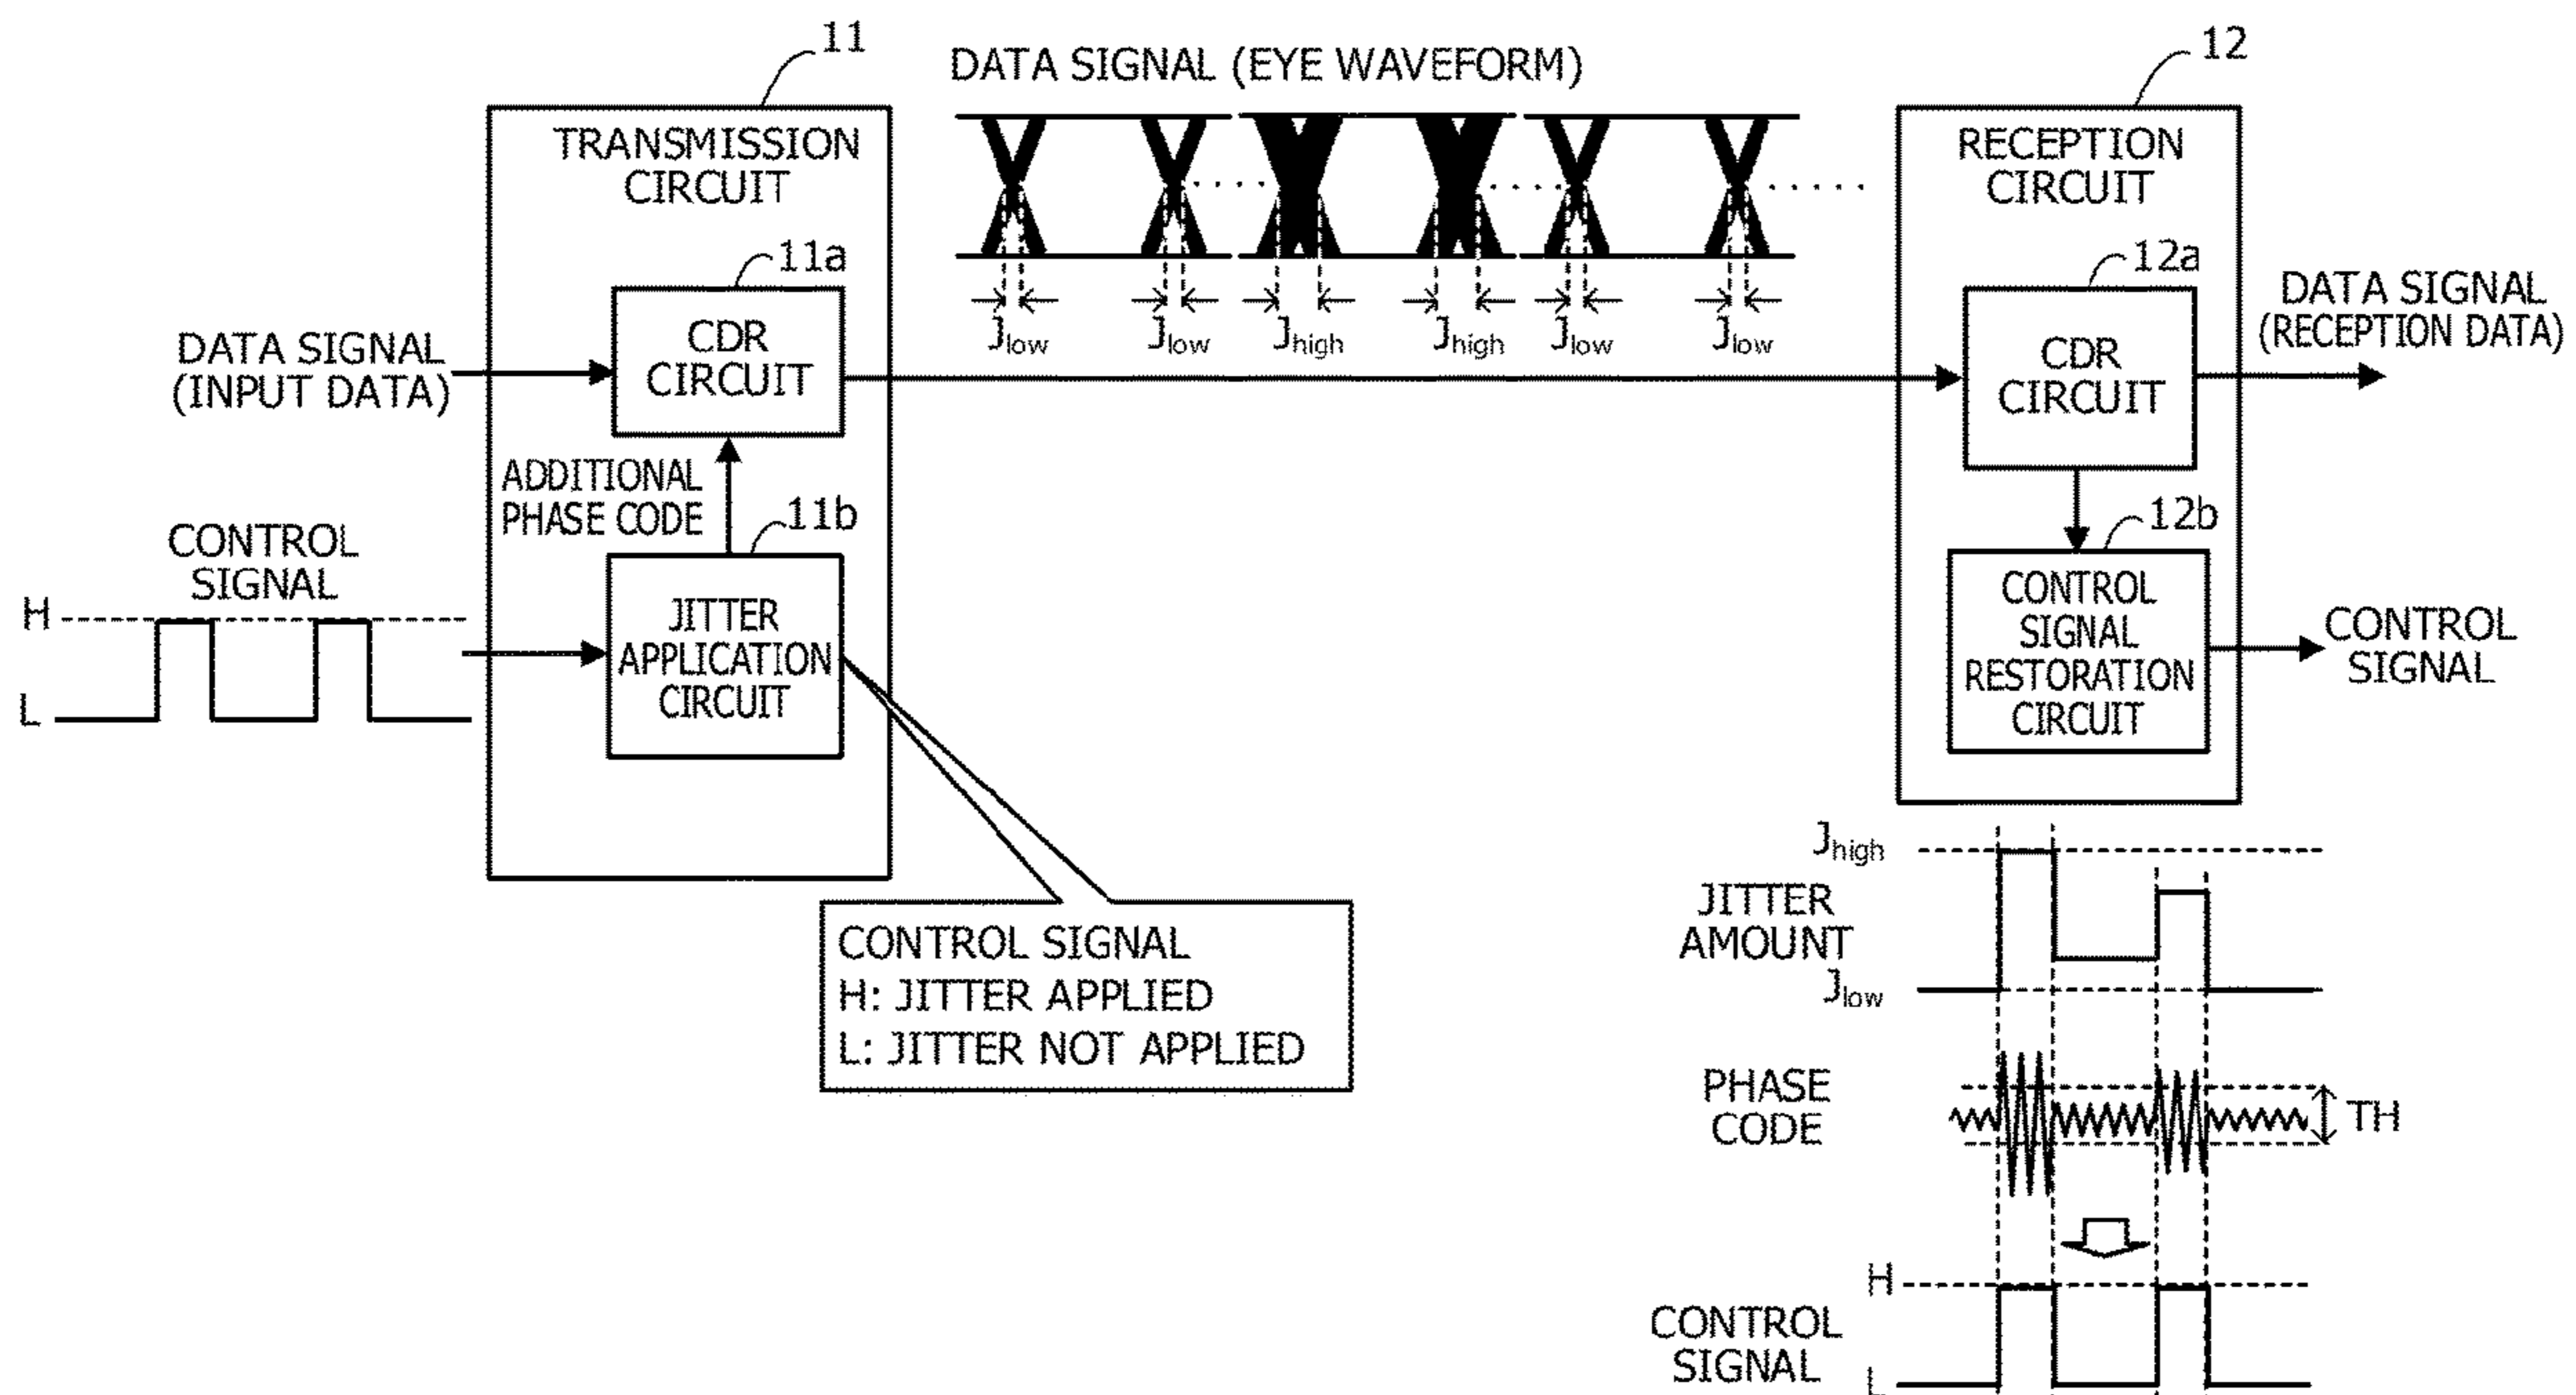 11
TRANSMISSION
CIRCUIT
11a
CDR
CIRCUIT
DATA SIGNAL
(INPUT DATA)
ADDITIONAL
PHASE CODE
11b
JITTER
APPLICATION
CIRCUIT
CONTROL
SIGNAL
H
L
CONTROL SIGNAL
H: JITTER APPLIED
L: JITTER NOT APPLIED
DATA SIGNAL (EYE WAVEFORM)
Jlow Jlow Jhigh Jhigh Jlow Jlow
12
RECEPTION
CIRCUIT
12a
CDR
CIRCUIT
DATA SIGNAL
(RECEPTION DATA)
12b
CONTROL
SIGNAL
RESTORATION
CIRCUIT
CONTROL
SIGNAL
Jhigh
JITTER
AMOUNT
Jlow
PHASE
CODE
TH
H
CONTROL
SIGNAL
L